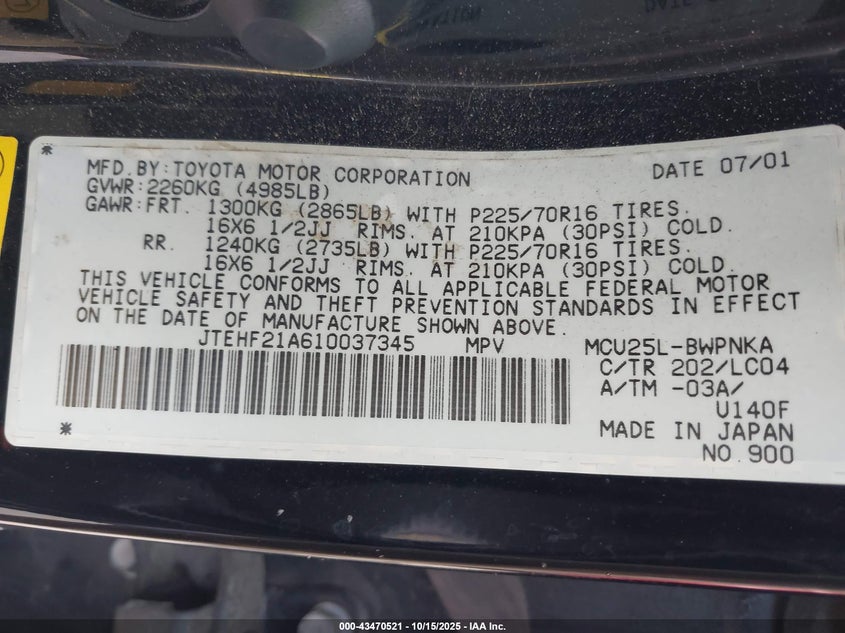 MFD.BY:TOYOTA MOTOR CORPORATION DATE 07/01
GVWR:2260KG (4985LB)
GAWR:FRT. 1300KG (2865LB) WITH P225/70R16 TIRES.
16X6 1/2JJ RIMS. AT 210KPA (30PSI) COLD.
RR. 1240KG (2735LB) WITH P225/70R16 TIRES.
16X6 1/2JJ RIMS. AT 210KPA (30PSI) COLD.
THIS VEHICLE CONFORMS TO ALL APPLICABLE FEDERAL MOTOR
VEHICLE SAFETY AND THEFT PREVENTION STANDARDS IN EFFECT
ON THE DATE OF MANUFACTURE SHOWN ABOVE.
JTEHF21A610037345 MPV MCU25L-BWPNKA
C/TR 202/LC04
A/TM -03A/
U140F
MADE IN JAPAN
NO.900
000-43470521 | 10/15/2025 - IAA Inc.